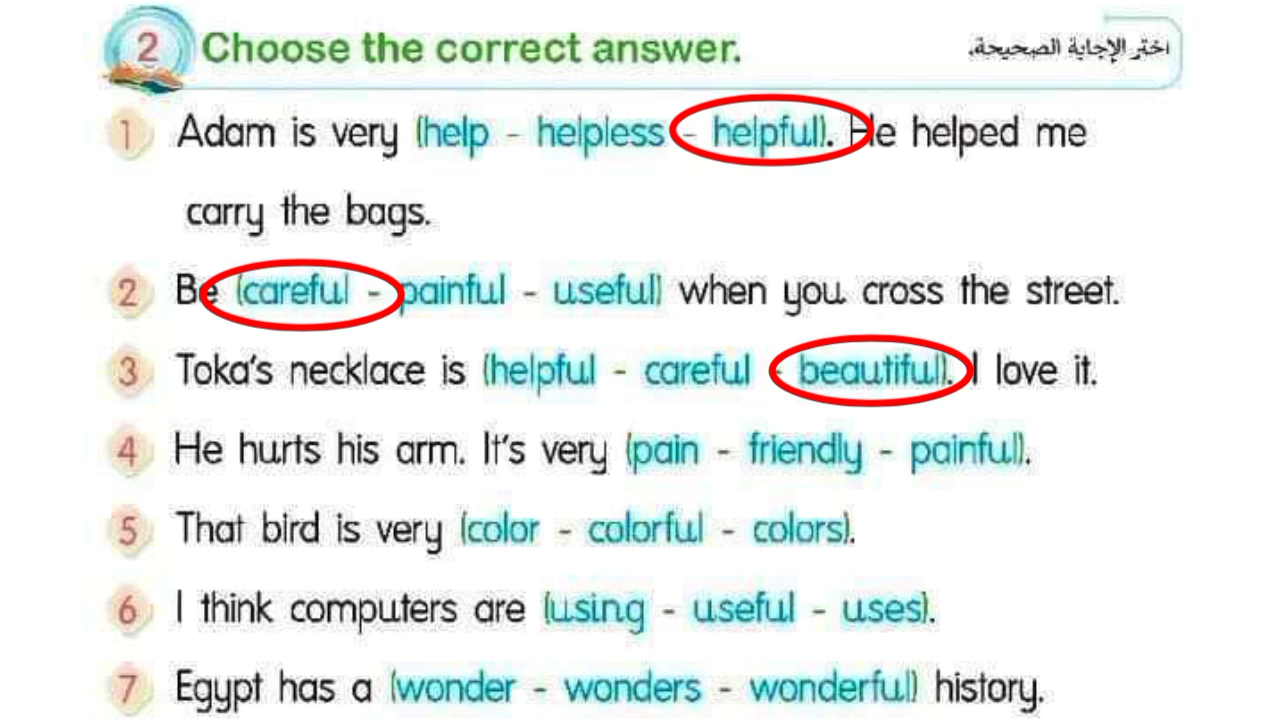 2 Choose the correct answer. اختر الإجابة الصحيحة.
1 Adam is very (help - helpless - helpful). He helped me
carry the bags.
2 Be (careful - painful - useful) when you cross the street.
3 Toka's necklace is (helpful - careful - beautiful). I love it.
4 He hurts his arm. It's very (pain - friendly - painful).
5 That bird is very (color - colorful - colors).
6 I think computers are (using - useful - uses).
7 Egypt has a (wonder - wonders - wonderful) history.